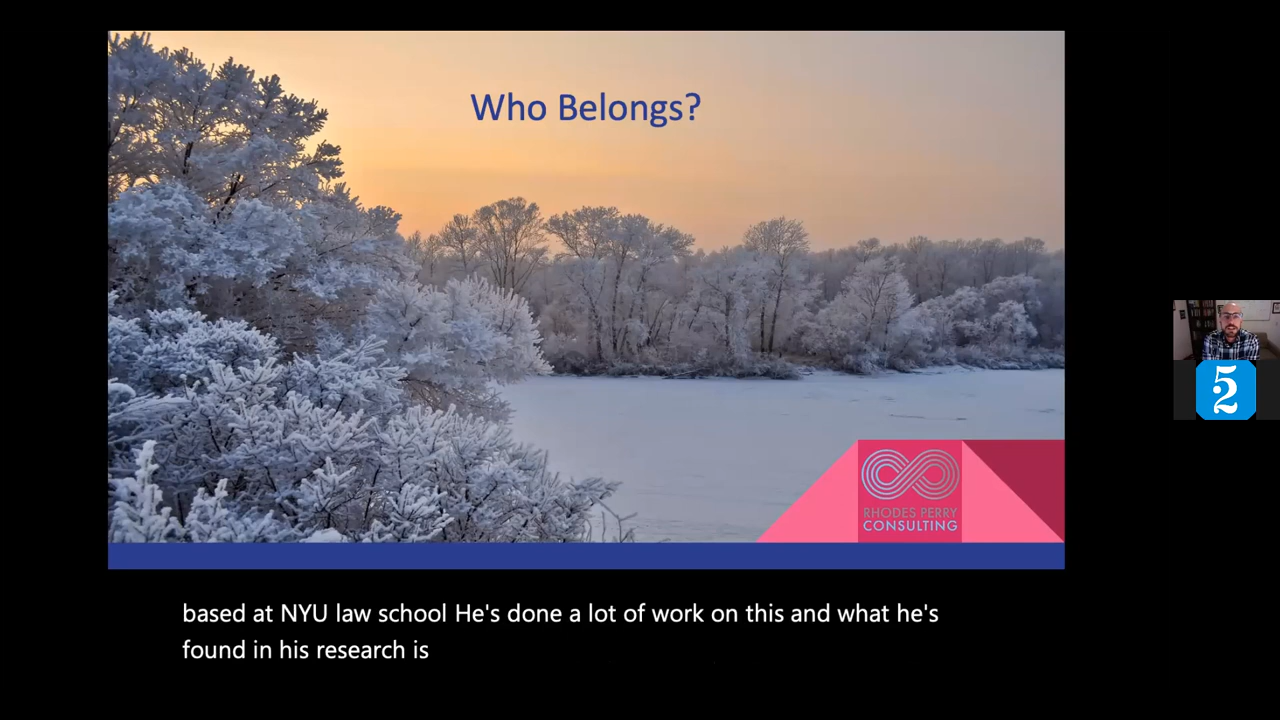 Who Belongs?
RHODES PERRY
CONSULTING
52
based at NYU law school He's done a lot of work on this and what he's
found in his research is